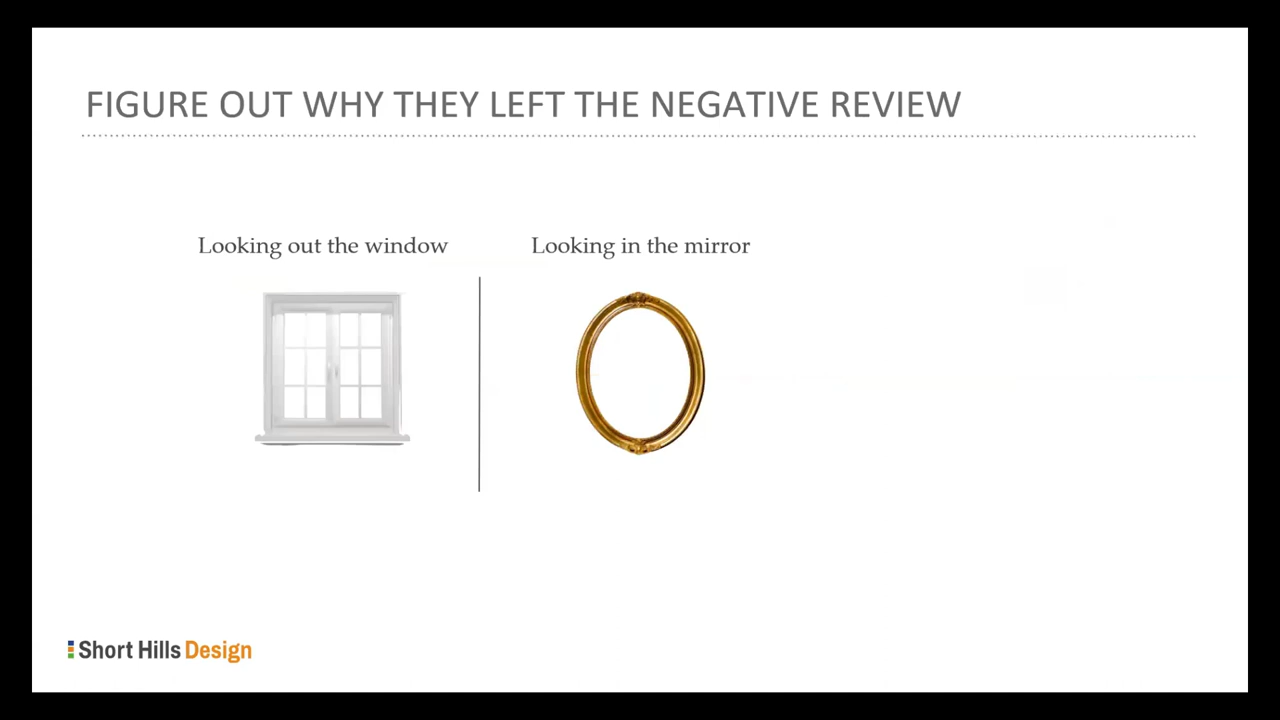 FIGURE OUT WHY THEY LEFT THE NEGATIVE REVIEW
Looking out the window
Looking in the mirror
Short Hills Design